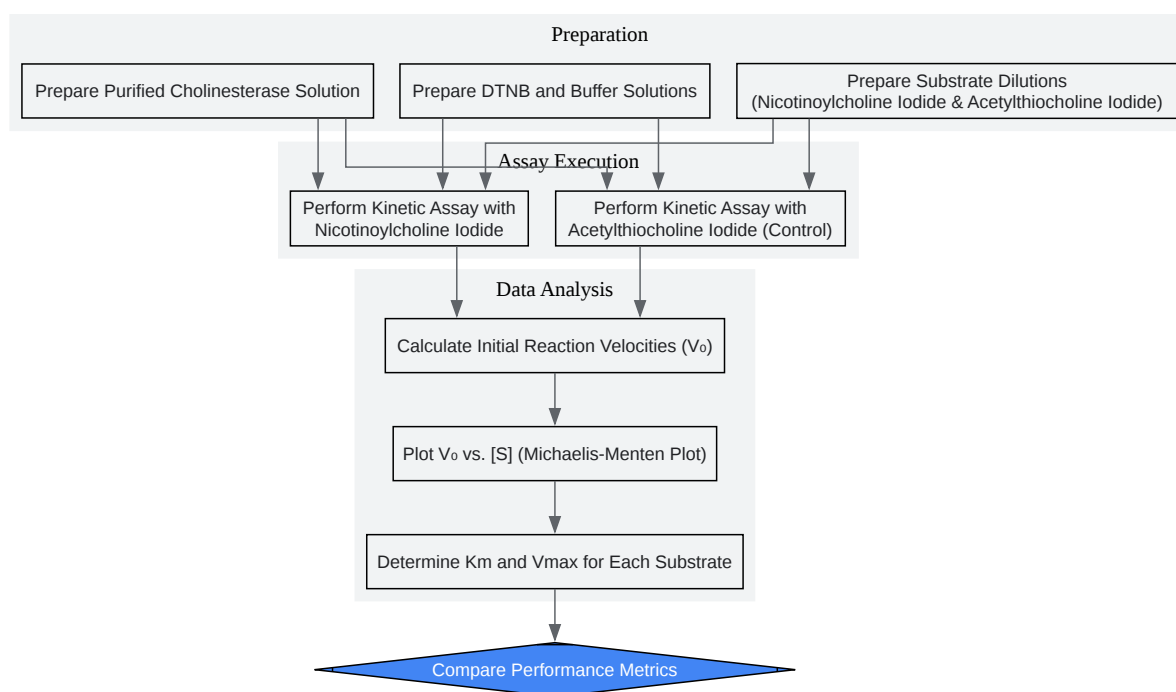 Preparation
Prepare Purified Cholinesterase Solution
Prepare DTNB and Buffer Solutions
Prepare Substrate Dilutions
(Nicotinoylcholine Iodide & Acetylthiocholine Iodide)
Assay Execution
Perform Kinetic Assay with
Nicotinoylcholine Iodide
Perform Kinetic Assay with
Acetylthiocholine Iodide (Control)
Data Analysis
Calculate Initial Reaction Velocities (V₀)
Plot V₀ vs. [S] (Michaelis-Menten Plot)
Determine Km and Vmax for Each Substrate
Compare Performance Metrics